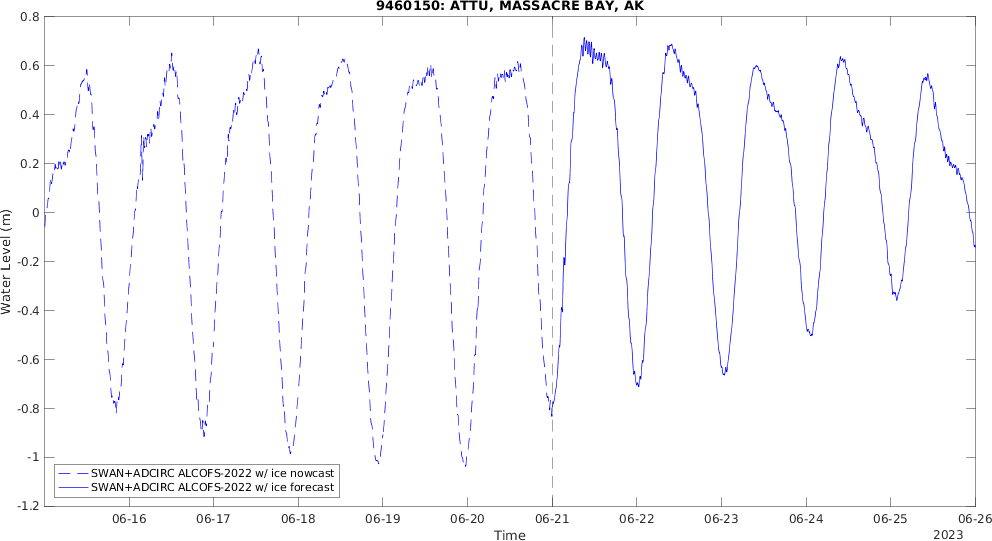 9460150: ATTU, MASSACRE BAY, AK
0.8
0.6
0.4
0.2
0
-0.2
-0.4
-0.6
-0.8
-1
-1.2
Water Level (m)
SWAN+ADCIRC ALCOFS-2022 w/ ice nowcast
SWAN+ADCIRC ALCOFS-2022 w/ ice forecast
06-16 06-17 06-18 06-19 06-20 06-21 06-22 06-23 06-24 06-25 06-26
Time
2023